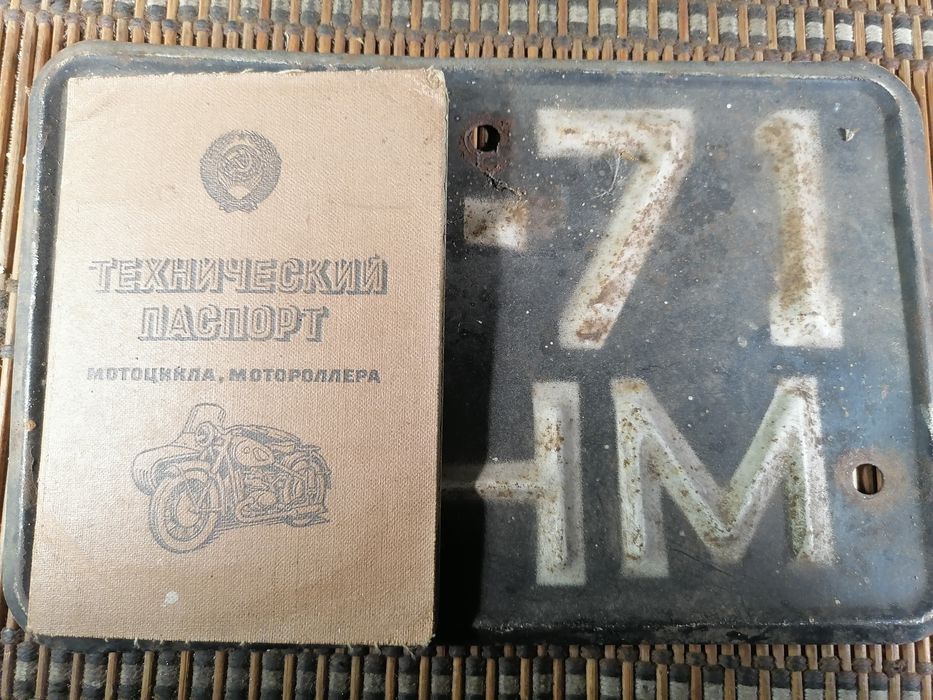 ТЕХНИЧЕСКИЙ
ПАСПОРТ
МОТОЦИКЛА, МОТОРОЛЛЕРА
-71
НМ